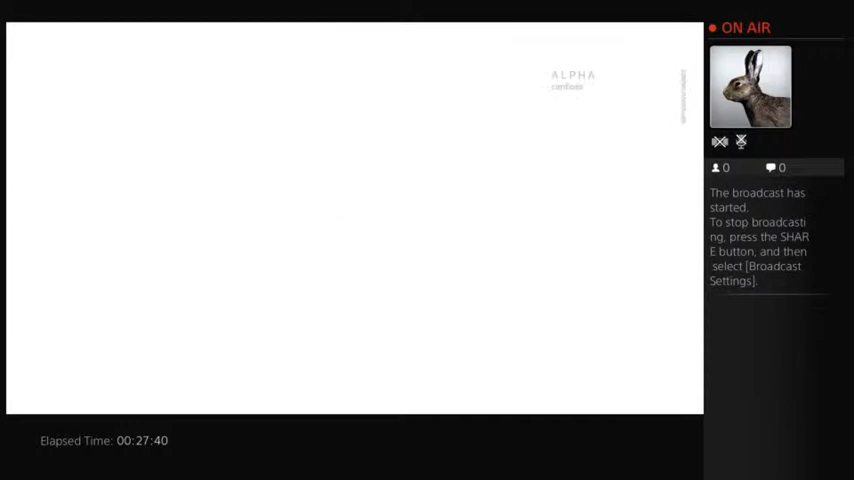 ALPHA
ON AIR
0 0
The broadcast has
started.
To stop broadcasti
ng, press the SHAR
E button, and then
select [Broadcast
Settings].
Elapsed Time: 00:27:40